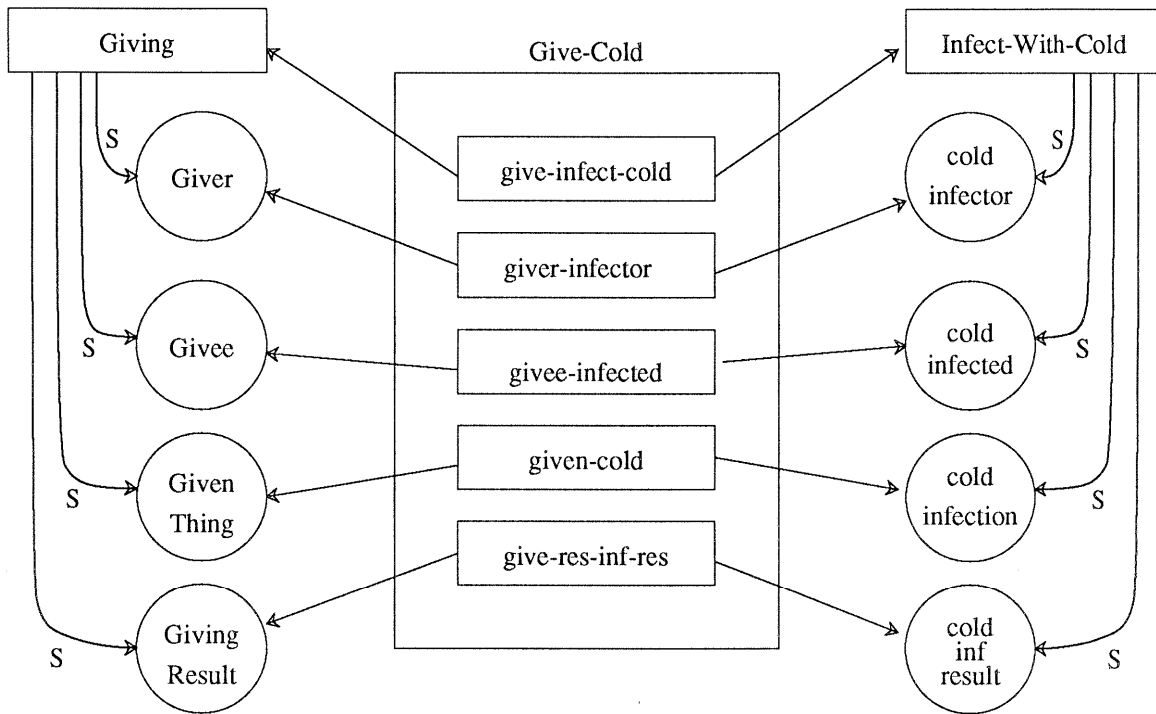 Giving
Give-Cold
Infect-With-Cold
S
Giver
give-infect-cold
S
cold
infector
giver-infector
S
Givee
givee-infected
S
cold
infected
S
Given
Thing
given-cold
S
cold
infection
give-res-inf-res
S
Giving
Result
S
cold
inf
result